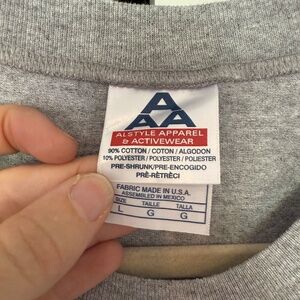 AAA
ALSTYLE APPAREL
& ACTIVEWEAR
90% COTTON / COTON / ALGODON
10% POLYESTER / POLYESTER / POLIESTER
PRE-SHRUNK/PRE-ENCOGIDO
PRÉ-RÉTRÉCI
FABRIC MADE IN U.S.A.
ASSEMBLED IN MEXICO
SIZE TAILLE TALLA
L G G